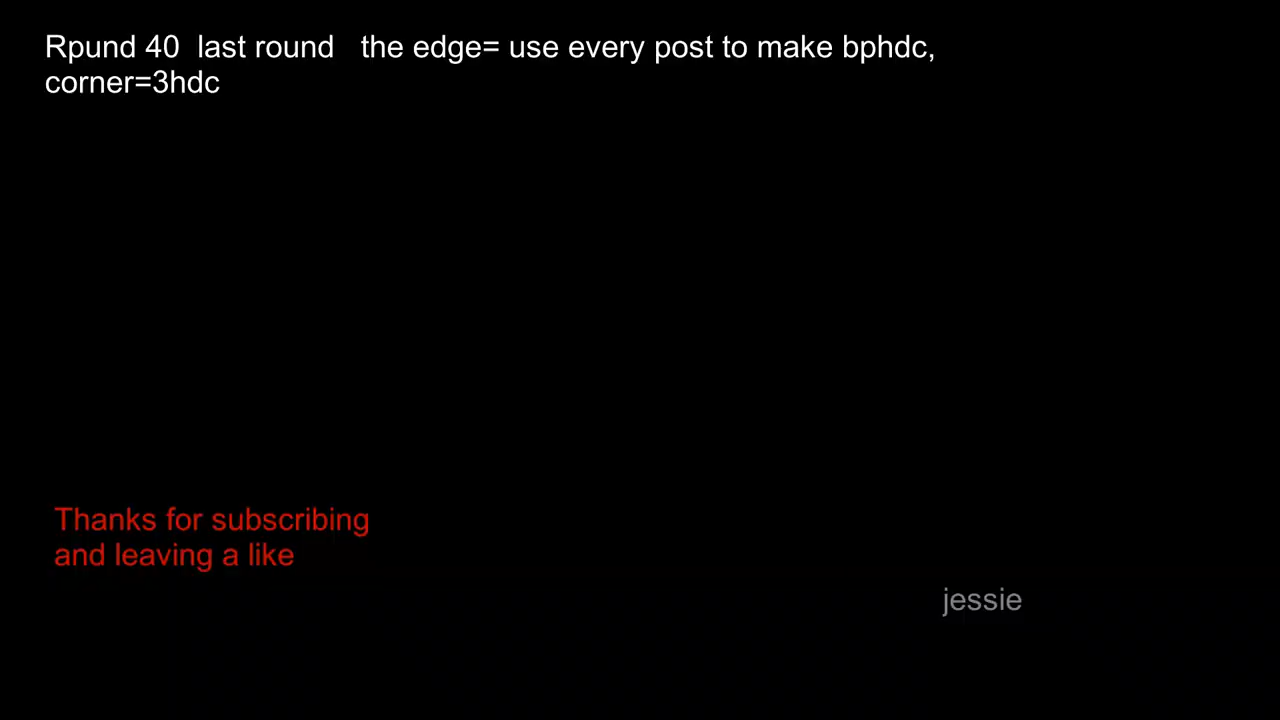 Rpund 40  last round   the edge= use every post to make bphdc,
corner=3hdc
Thanks for subscribing
and leaving a like
jessie